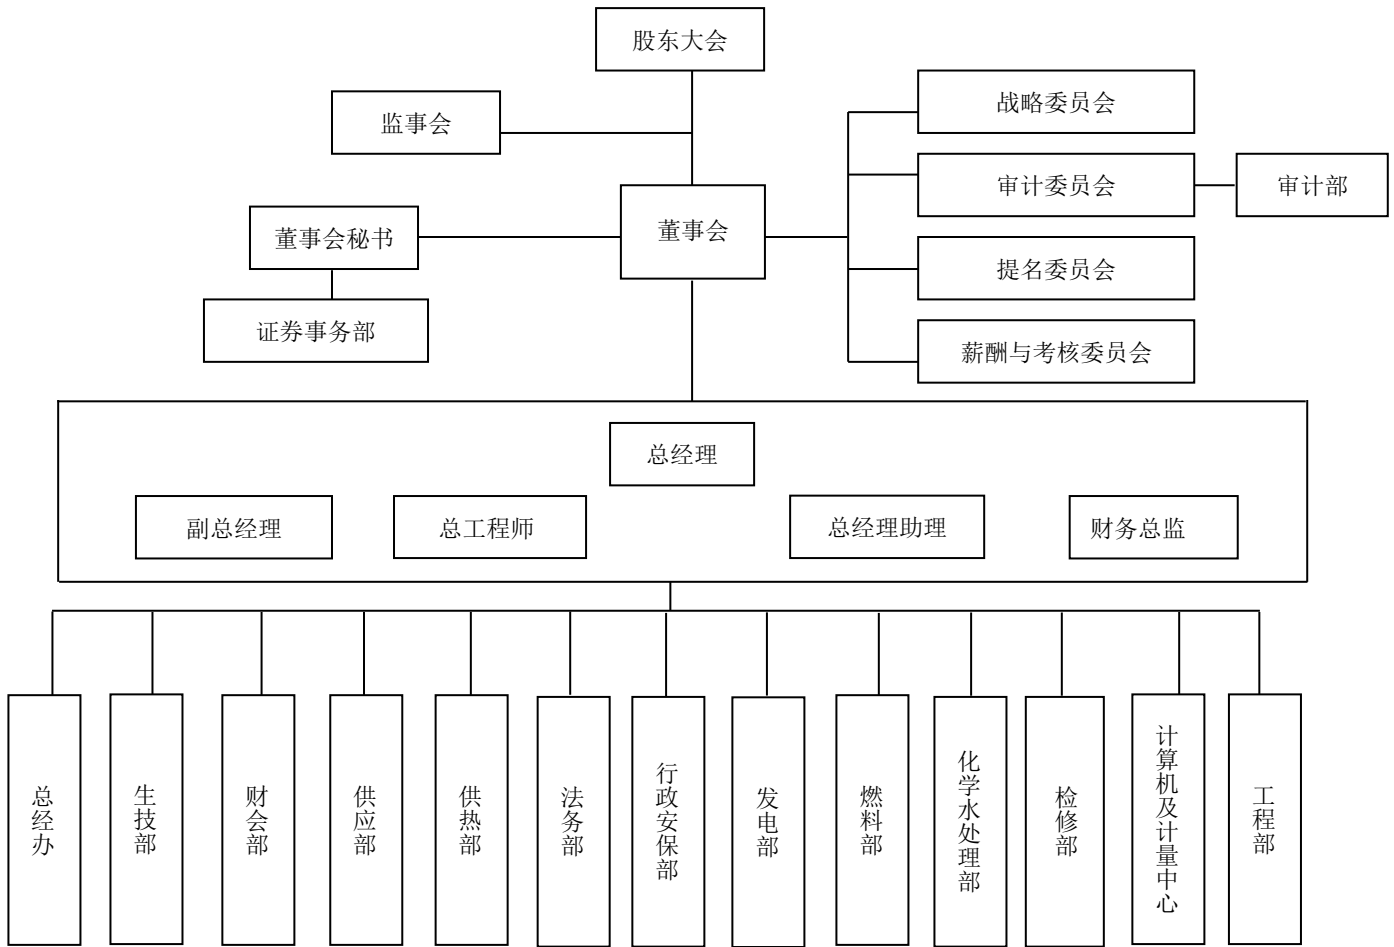 股东大会
监事会
战略委员会
审计委员会
审计部
董事会
董事会秘书
提名委员会
证券事务部
薪酬与考核委员会
总经理
副总经理
总工程师
总经理助理
财务总监
总经办
生技部
财会部
供应部
供热部
法务部
行政安保部
发电部
燃料部
化学水处理部
检修部
计算机及计量中心
工程部